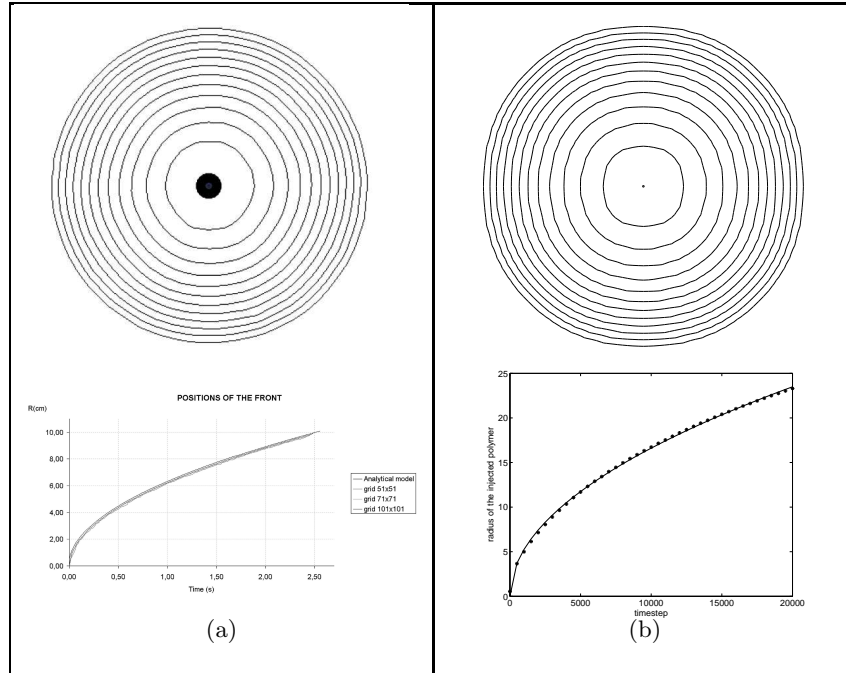 POSITIONS OF THE FRONT
R(cm)
10,00
8,00
6,00
4,00
2,00
0,00
0,00 0,50 1,00 1,50 2,00 2,50
Time (s)
Analytical model
grid 51x51
grid 71x71
grid 101x101
(a)
25
20
15
10
5
0
radius of the injected polymer
0 5000 10000 15000 20000
timestep
(b)